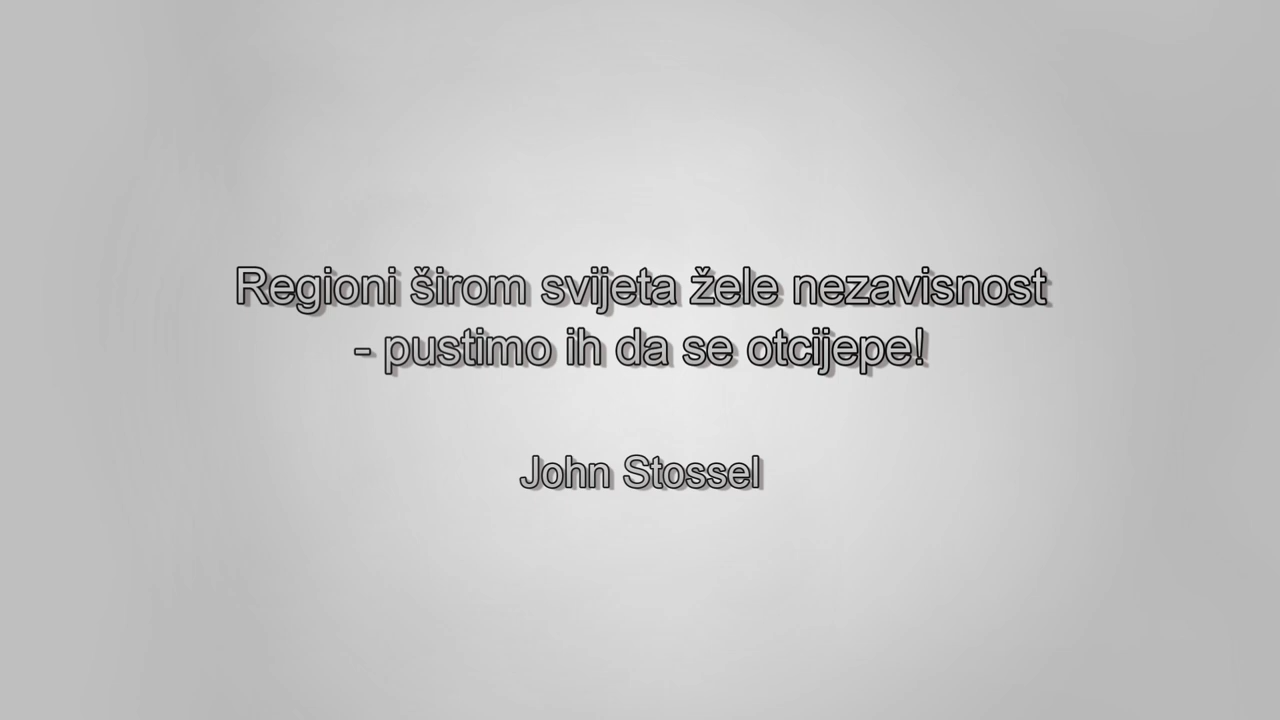 Regioni širom svijeta žele nezavisnost
- pustimo ih da se otcijepe!
John Stossel